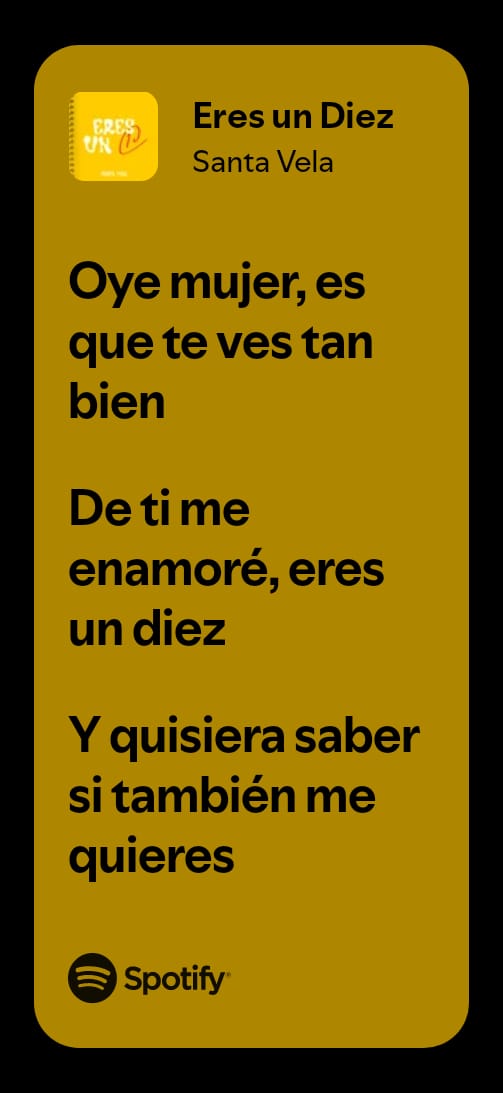 ERES
UN
Eres un Diez
Santa Vela
Oye mujer, es
que te ves tan
bien
De ti me
enamoré, eres
un diez
Y quisiera saber
si también me
quieres
Spotify